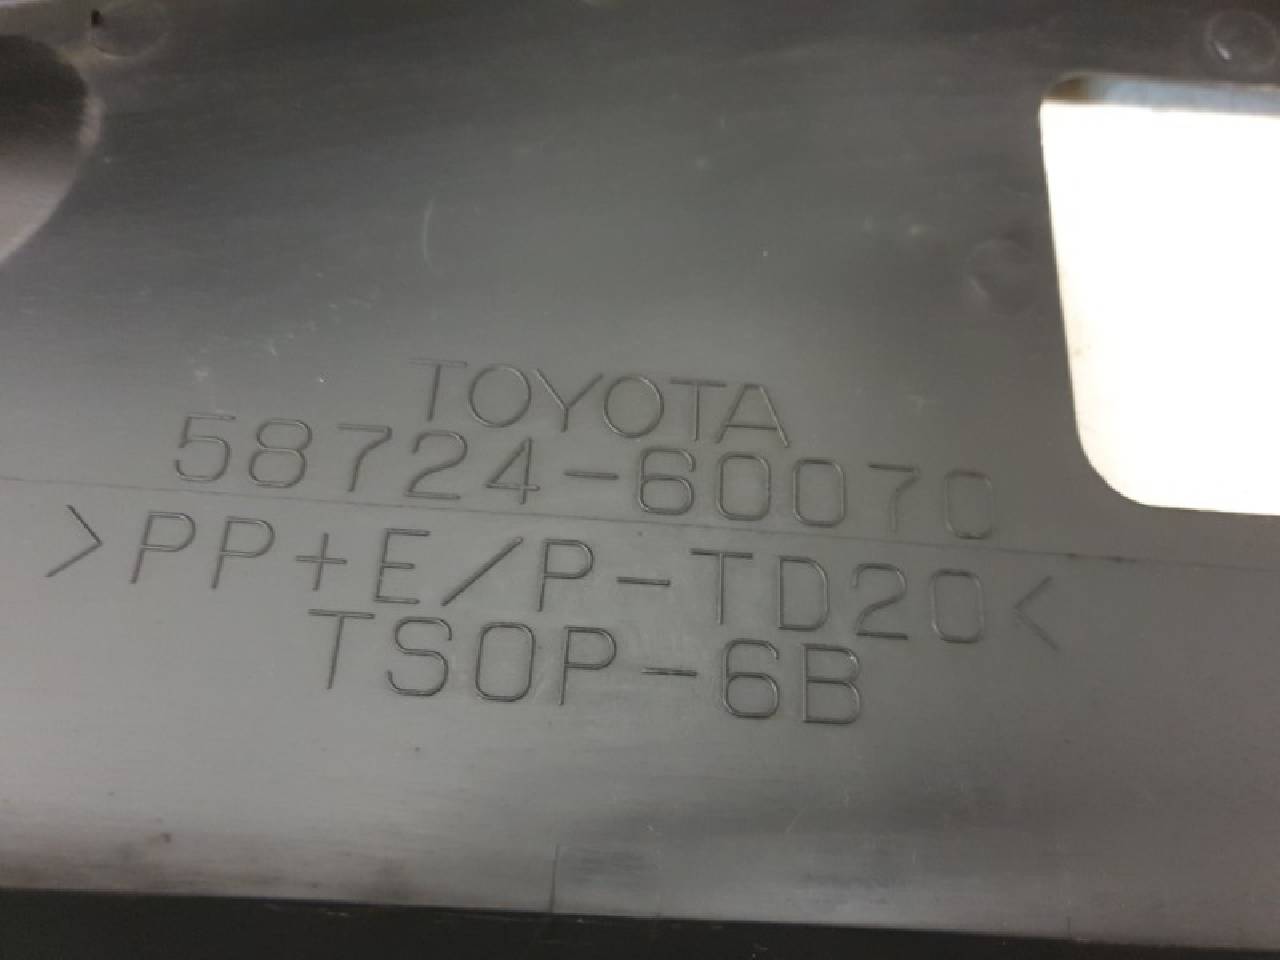 TOYOTA
58724-60070
>PP+E/P-TD20<
TSOP-6B